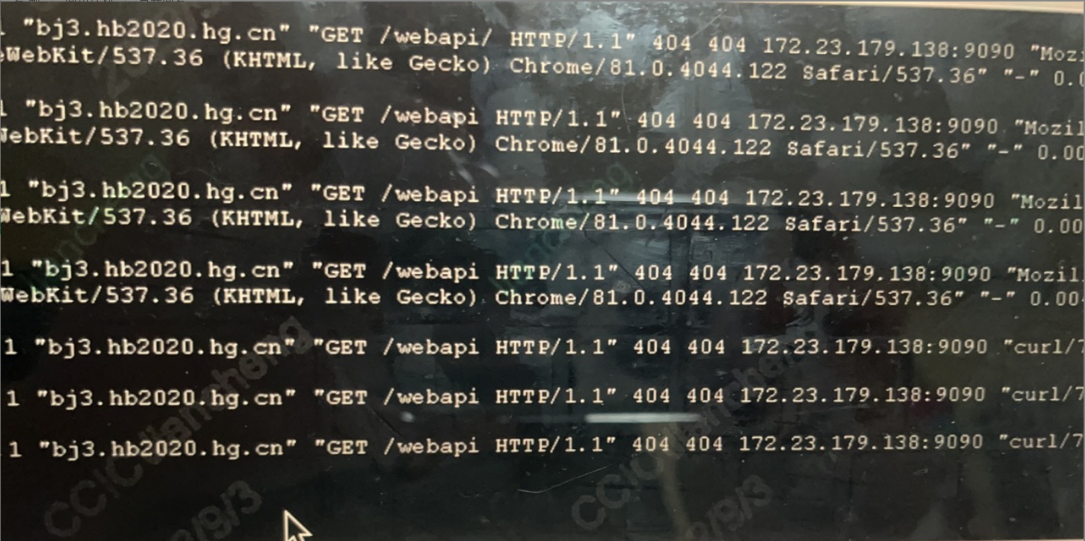 1 "bj3.hb2020.hg.cn" "GET /webapi/ HTTP/1.1" 404 404 172.23.179.138:9090 "Mozi
WebKit/537.36 (KHTML, like Gecko) Chrome/81.0.4044.122 Safari/537.36" "-" 0.0
1 "bj3.hb2020.hg.cn" "GET /webapi HTTP/1.1" 404 404 172.23.179.138:9090 "Mozil
WebKit/537.36 (KHTML, like Gecko) Chrome/81.0.4044.122 Safari/537.36" "-" 0.00
1 "bj3.hb2020.hg.cn" "GET /webapi HTTP/1.1" 404 404 172.23.179.138:9090 "Mozil
WebKit/537.36 (KHTML, like Gecko) Chrome/81.0.4044.122 Safari/537.36" "-" 0.00
1 "bj3.hb2020.hg.cn" "GET /webapi HTTP/1.1" 404 404 172.23.179.138:9090 "Mozil
WebKit/537.36 (KHTML, like Gecko) Chrome/81.0.4044.122 Safari/537.36" "-" 0.00
1 "bj3.hb2020.hg.cn" "GET /webapi HTTP/1.1" 404 404 172.23.179.138:9090 "curl/7
1 "bj3.hb2020.hg.cn" "GET /webapi HTTP/1.1" 404 404 172.23.179.138:9090 "curl/7
1 "bj3.hb2020.hg.cn" "GET /webapi HTTP/1.1" 404 404 172.23.179.138:9090 "curl/7